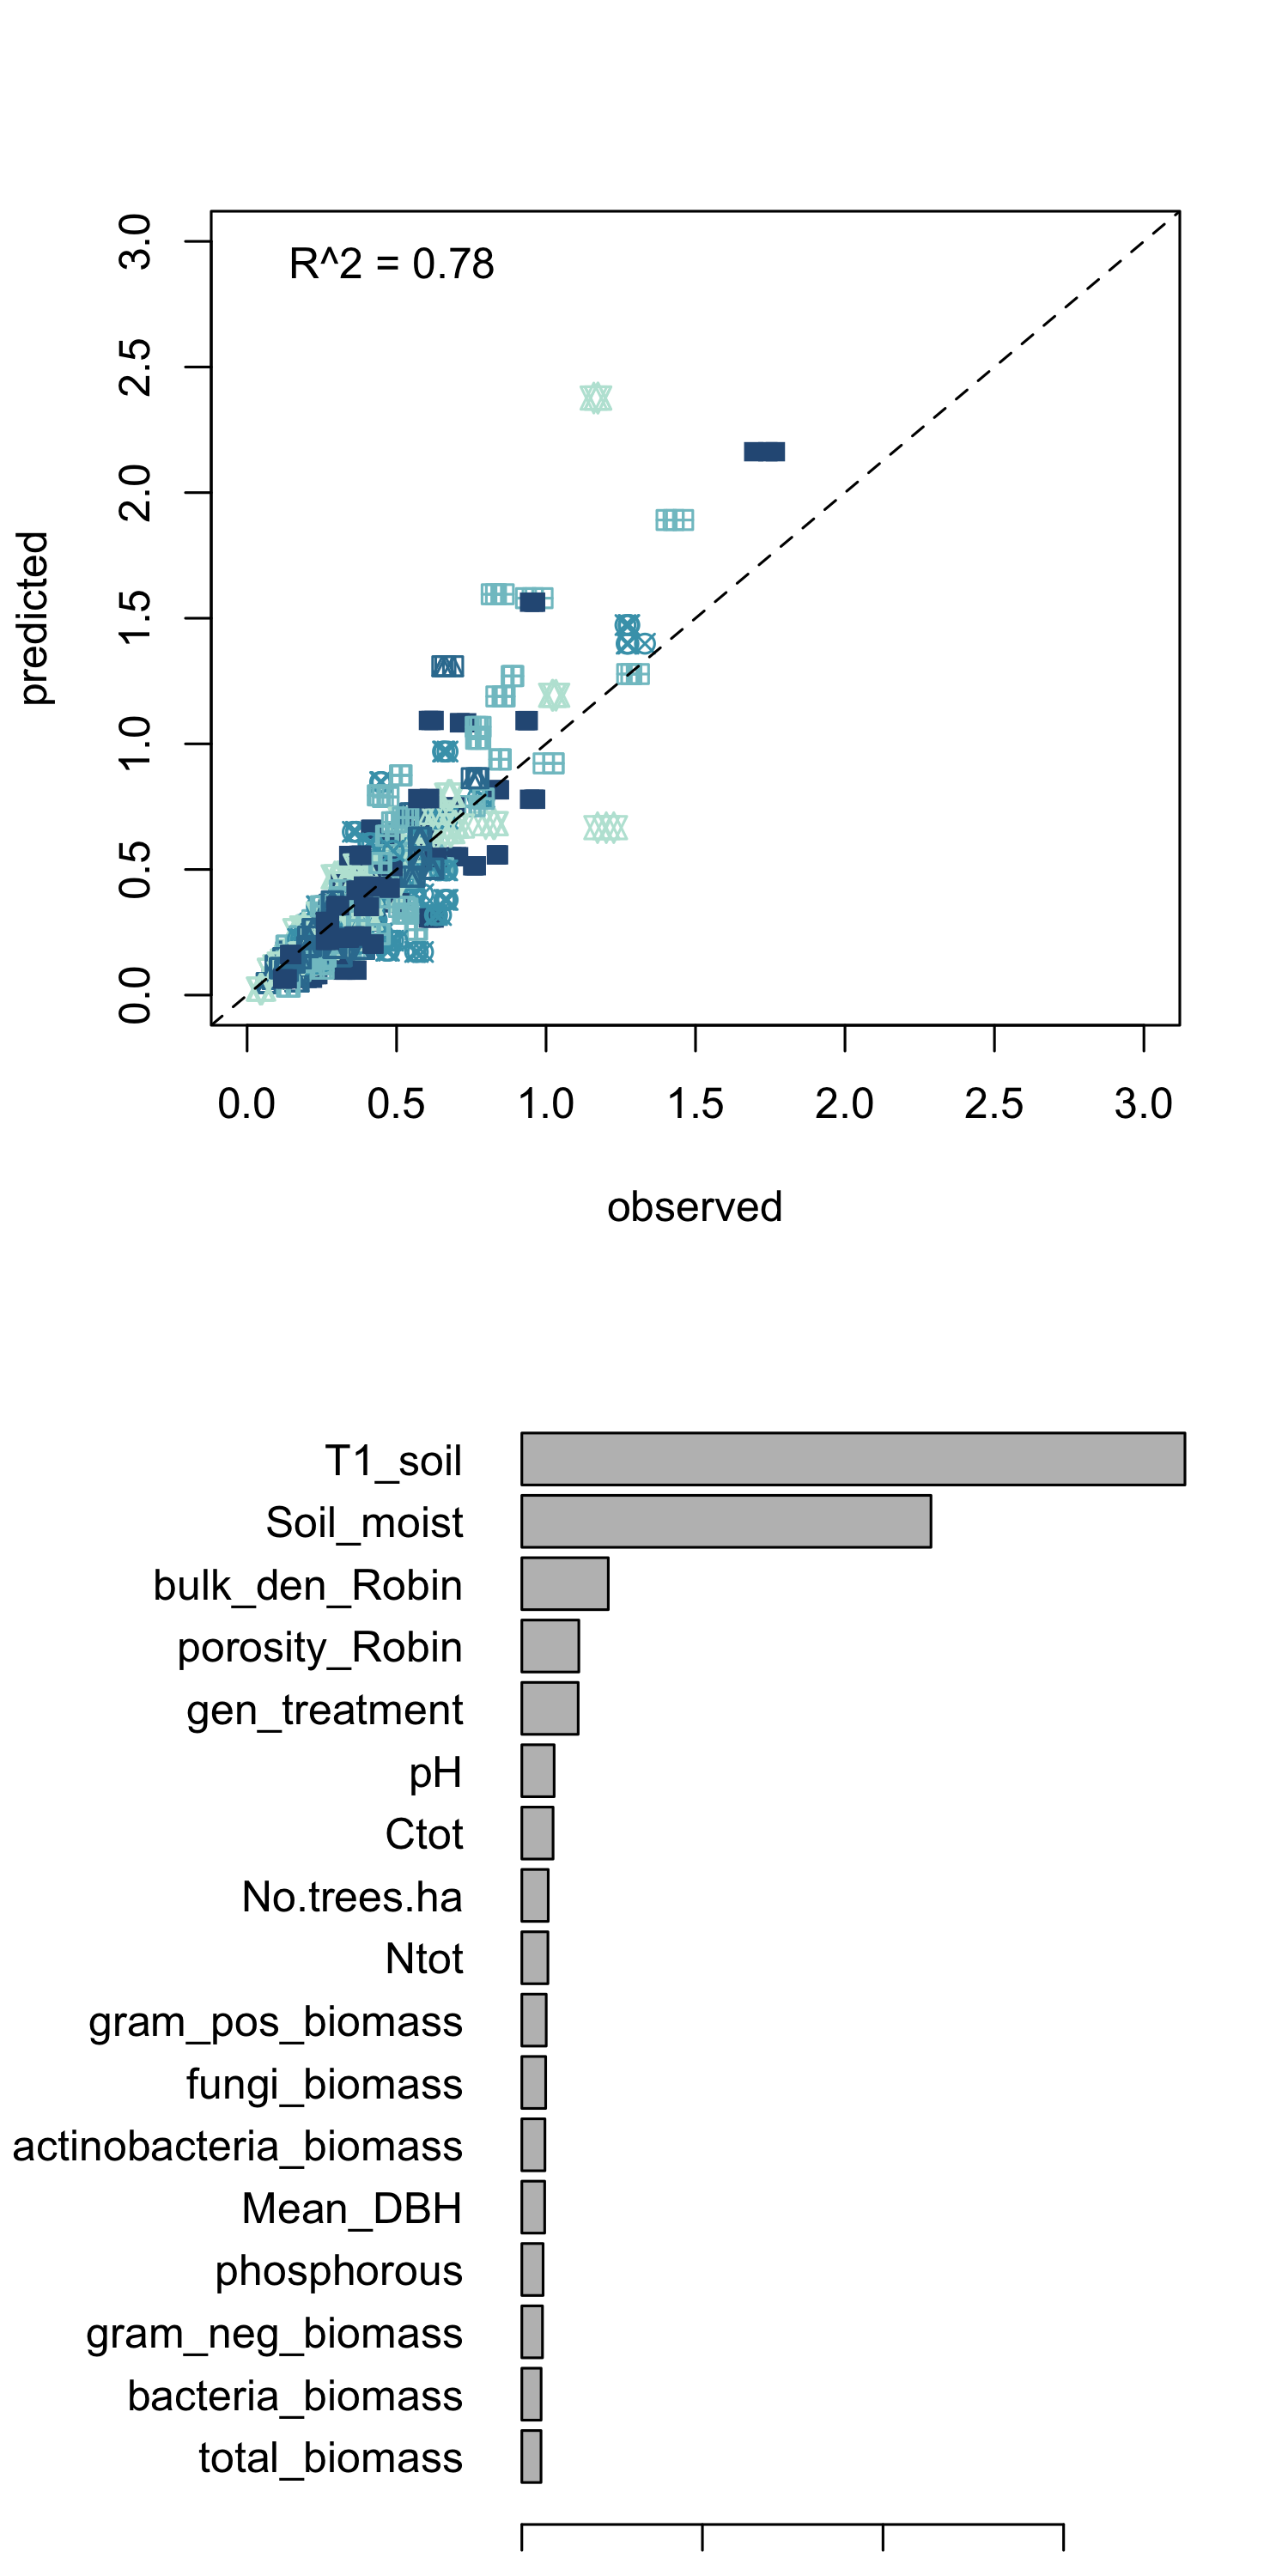 R^2 = 0.78
3.0
2.5
2.0
1.5
1.0
0.5
0.0
predicted
0.0 0.5 1.0 1.5 2.0 2.5 3.0
observed
T1_soil
Soil_moist
bulk_den_Robin
porosity_Robin
gen_treatment
pH
Ctot
No.trees.ha
Ntot
gram_pos_biomass
fungi_biomass
actinobacteria_biomass
Mean_DBH
phosphorous
gram_neg_biomass
bacteria_biomass
total_biomass